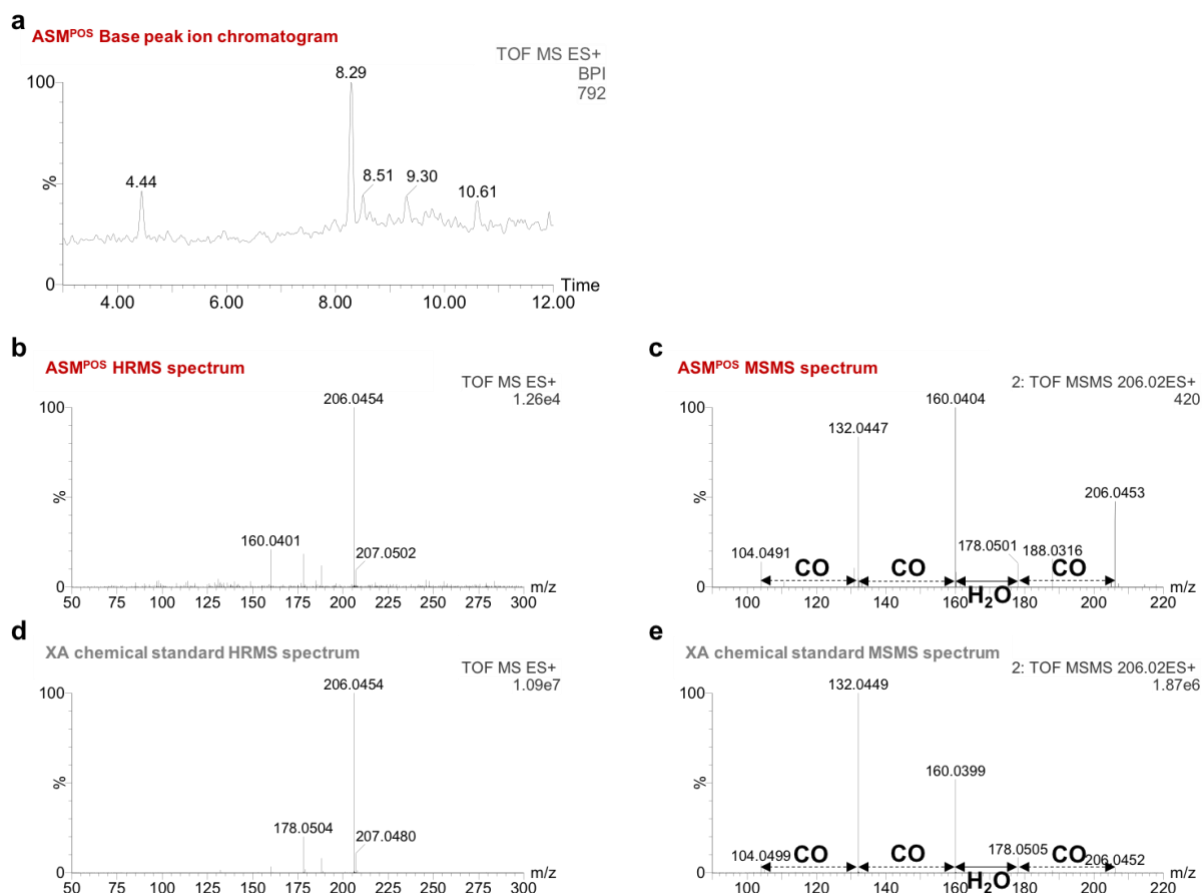 a
ASMᴾᴼˢ Base peak ion chromatogram
TOF MS ES+
BPI
792
100
%
0
8.29
4.44
8.51
9.30
10.61
Time
4.00 6.00 8.00 10.00 12.00
b
ASMᴾᴼˢ HRMS spectrum
TOF MS ES+
1.26e4
100
%
0
206.0454
160.0401
207.0502
m/z
50 75 100 125 150 175 200 225 250 275 300
c
ASMᴾᴼˢ MSMS spectrum
2: TOF MSMS 206.02ES+
420
100
%
0
160.0404
132.0447
206.0453
178.0501
188.0316
104.0491
CO CO H₂O CO
m/z
100 120 140 160 180 200 220
d
XA chemical standard HRMS spectrum
TOF MS ES+
1.09e7
100
%
0
206.0454
178.0504
207.0480
m/z
50 75 100 125 150 175 200 225 250 275 300
e
XA chemical standard MSMS spectrum
2: TOF MSMS 206.02ES+
1.87e6
100
%
0
132.0449
160.0399
178.0505
104.0499
206.0452
CO CO H₂O CO
m/z
100 120 140 160 180 200 220